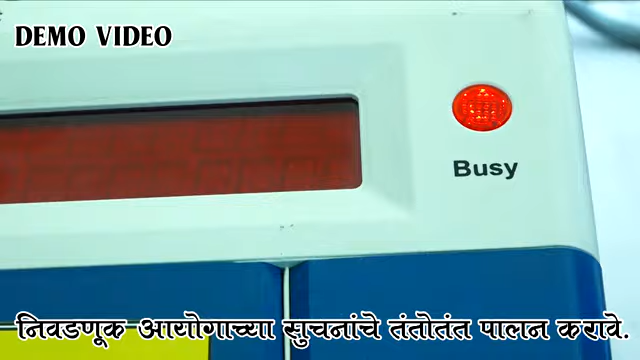 DEMO VIDEO
Busy
निवडणूक आयोगाच्या सुचनांचे तंतोतंत पालन करावे.